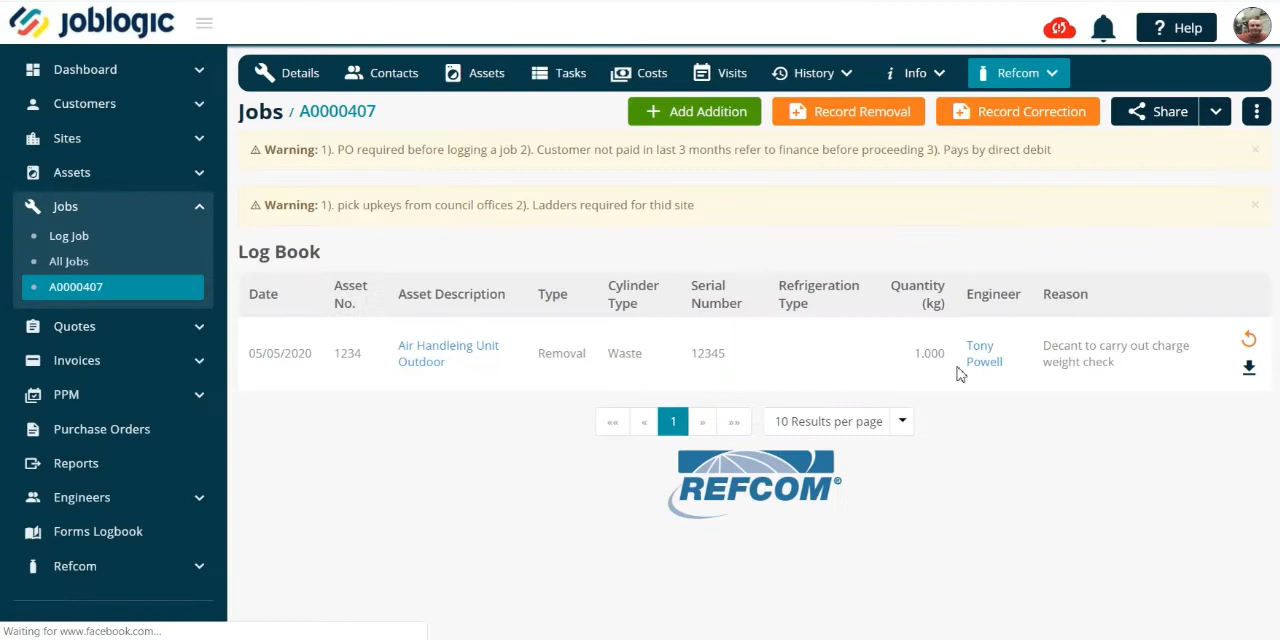 joblogic
? Help
Dashboard
Customers
Sites
Assets
Jobs
Log Job
All Jobs
A0000407
Quotes
Invoices
PPM
Purchase Orders
Reports
Engineers
Forms Logbook
Refcom
Details Contacts Assets Tasks Costs Visits History Info Refcom
Jobs / A0000407
+ Add Addition Record Removal Record Correction Share
⚠ Warning: 1). PO required before logging a job 2). Customer not paid in last 3 months refer to finance before proceeding 3). Pays by direct debit ×
⚠ Warning: 1). pick upkeys from council offices 2). Ladders required for thid site ×
Log Book
Date Asset No. Asset Description Type Cylinder Type Serial Number Refrigeration Type Quantity (kg) Engineer Reason
05/05/2020 1234 Air Handleing Unit Outdoor Removal Waste 12345 1.000 Tony Powell Decant to carry out charge weight check
«« « 1 » »» 10 Results per page
REFCOM®
Waiting for www.facebook.com...